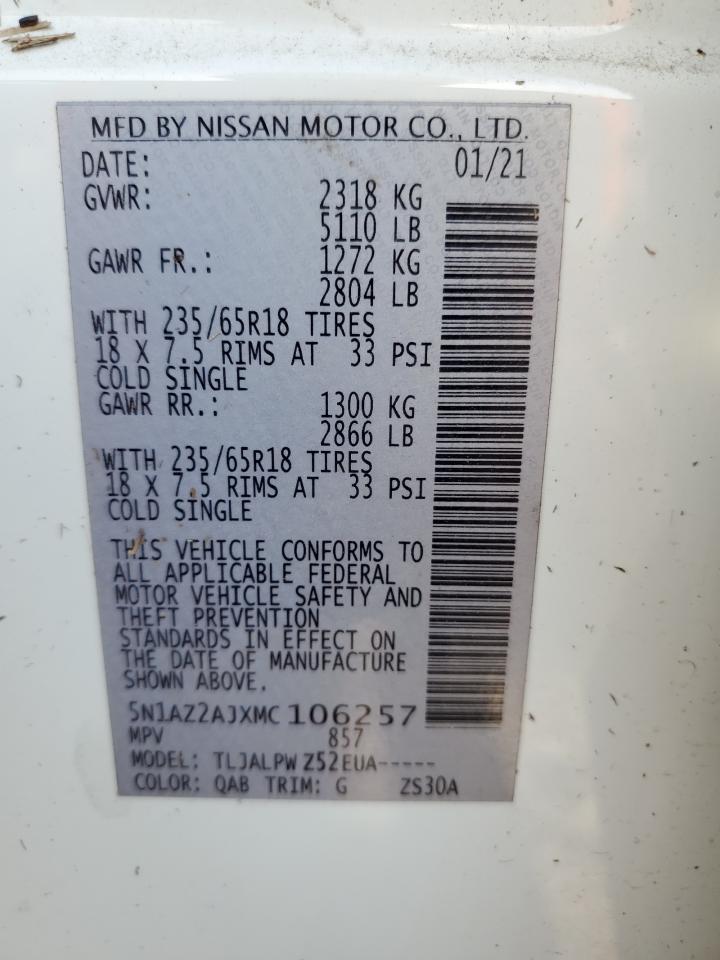 MFD BY NISSAN MOTOR CO., LTD.
DATE: 01/21
GVWR: 2318 KG
5110 LB
GAWR FR.: 1272 KG
2804 LB
WITH 235/65R18 TIRES
18 X 7.5 RIMS AT 33 PSI
COLD SINGLE
GAWR RR.: 1300 KG
2866 LB
WITH 235/65R18 TIRES
18 X 7.5 RIMS AT 33 PSI
COLD SINGLE
THIS VEHICLE CONFORMS TO
ALL APPLICABLE FEDERAL
MOTOR VEHICLE SAFETY AND
THEFT PREVENTION
STANDARDS IN EFFECT ON
THE DATE OF MANUFACTURE
SHOWN ABOVE.
5N1AZ2AJXMC106257
MPV 857
MODEL: TLJALPW Z52EUA-----
COLOR: QAB TRIM: G ZS30A